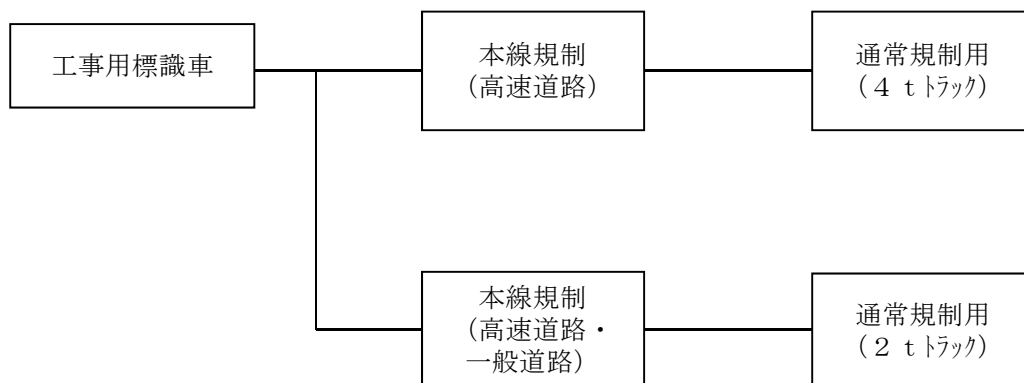 工事用標識車
本線規制
(高速道路)
通常規制用
(４ｔﾄﾗｯｸ)
本線規制
(高速道路・
一般道路)
通常規制用
(２ｔﾄﾗｯｸ)